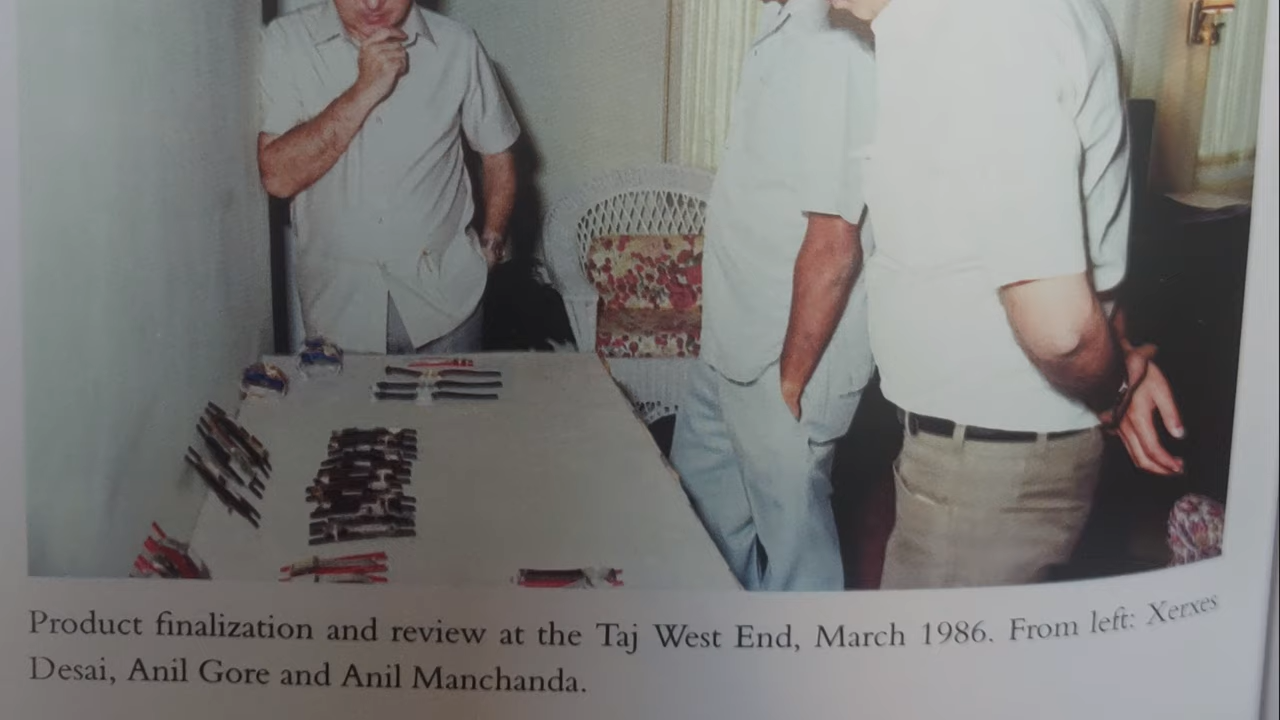 Product finalization and review at the Taj West End, March 1986. From left: Xerxes
Desai, Anil Gore and Anil Manchanda.